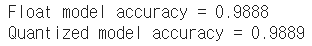 Float model accuracy = 0.9888
Quantized model accuracy = 0.9889